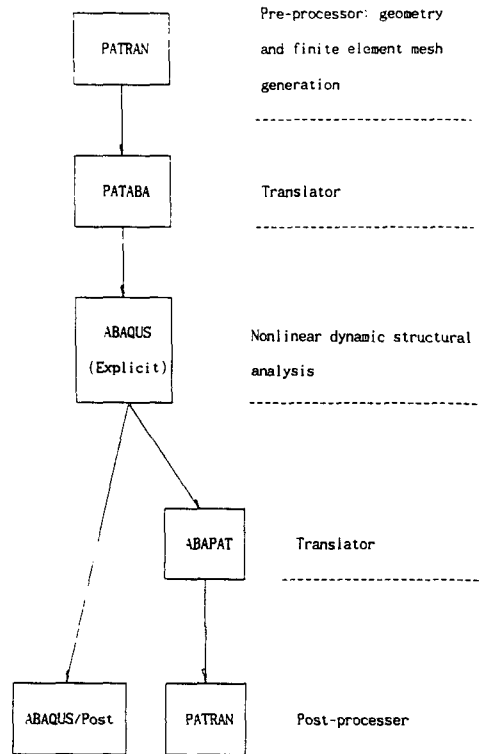 Pre-processor: geometry
PATRAN
and finite element mesh
generation
PATABA
Translator
ABAQUS
(Explicit)
Nonlinear dynamic structural
analysis
ABAPAT
Translator
ABAQUS/Post
PATRAN
Post-processer